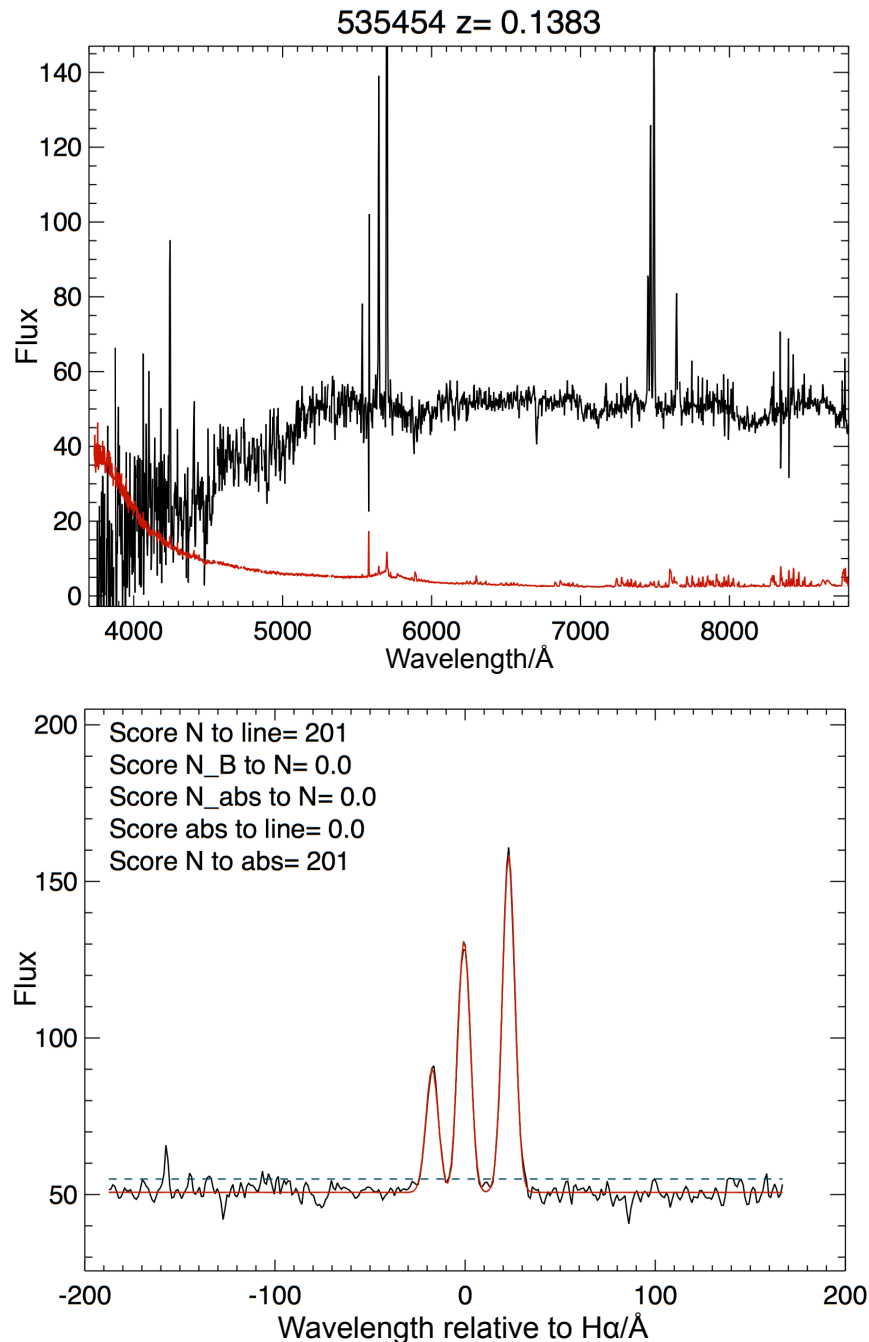 535454 z= 0.1383
140
120
100
80
60
40
20
0
Flux
4000 5000 6000 7000 8000
Wavelength/Å
200
150
100
50
Flux
Score N to line= 201
Score N_B to N= 0.0
Score N_abs to N= 0.0
Score abs to line= 0.0
Score N to abs= 201
-200 -100 0 100 200
Wavelength relative to Hα/Å